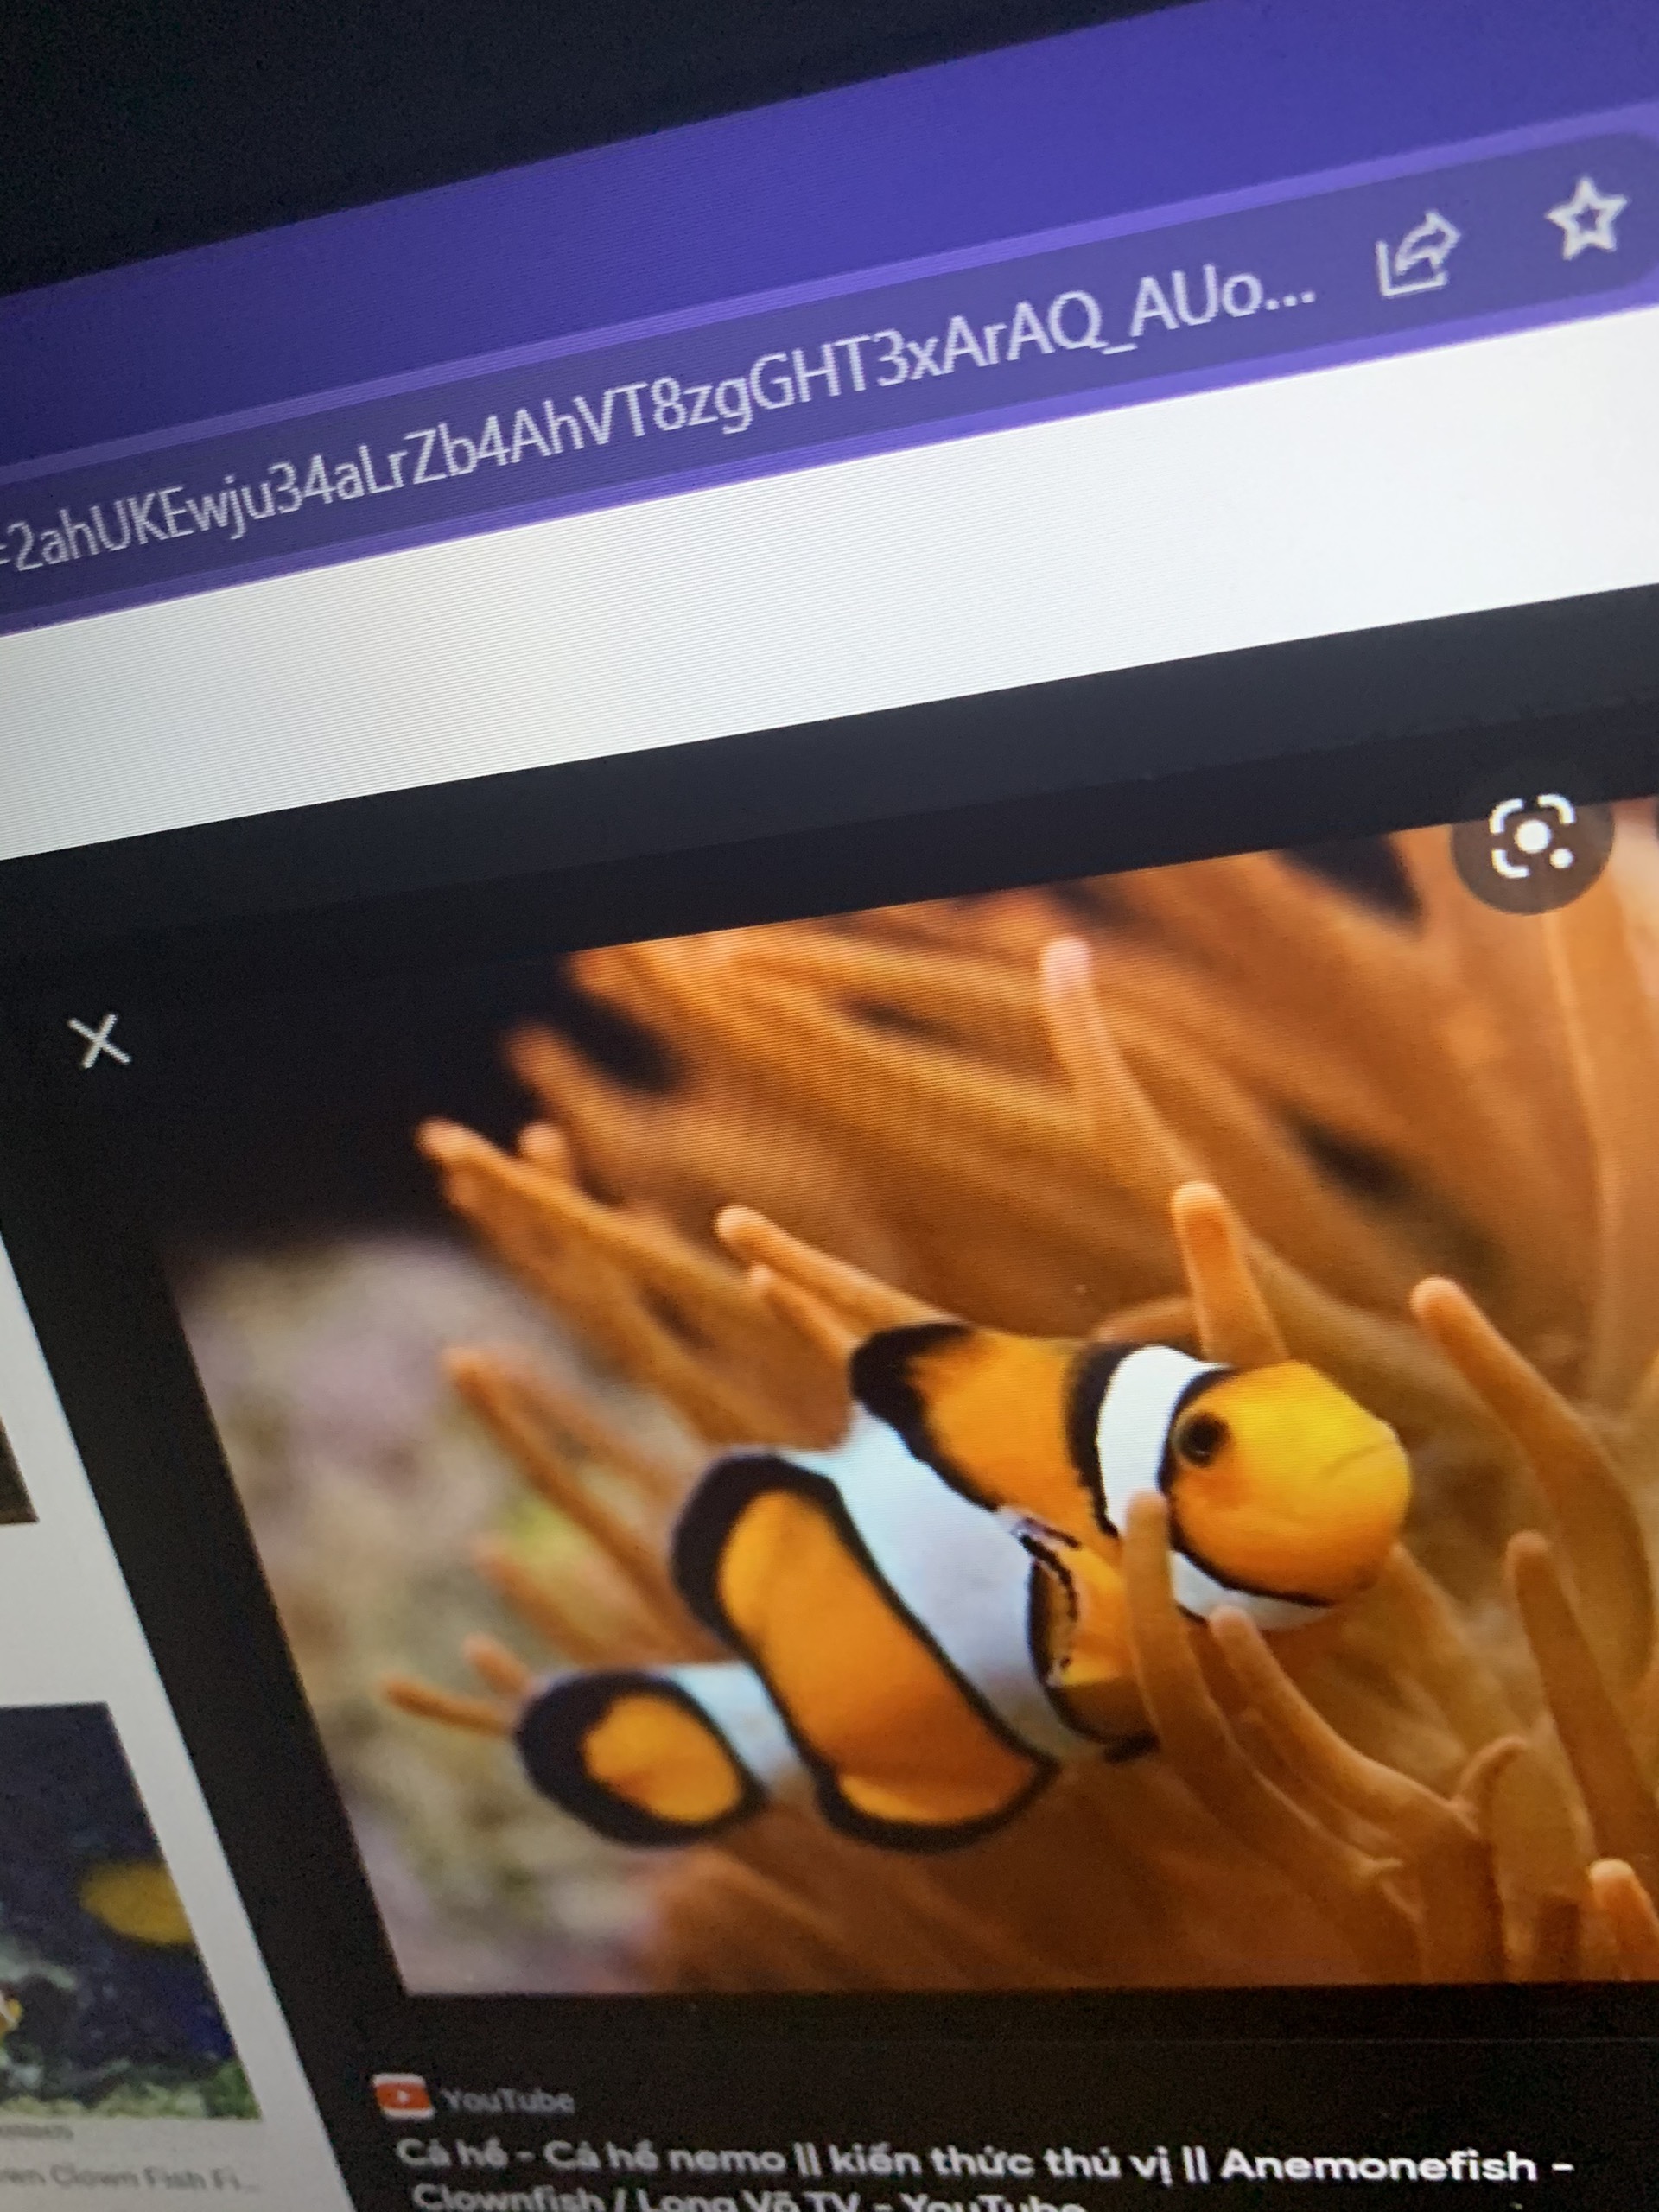 =2ahUKEwju34aLrZb4AhVT8zgGHT3xArAQ_AUo...
YouTube
Cá hề - Cá hề nemo || kiến thức thú vị || Anemonefish -
Clownfish / Long Võ TV - YouTube
Clown Fish Fi...